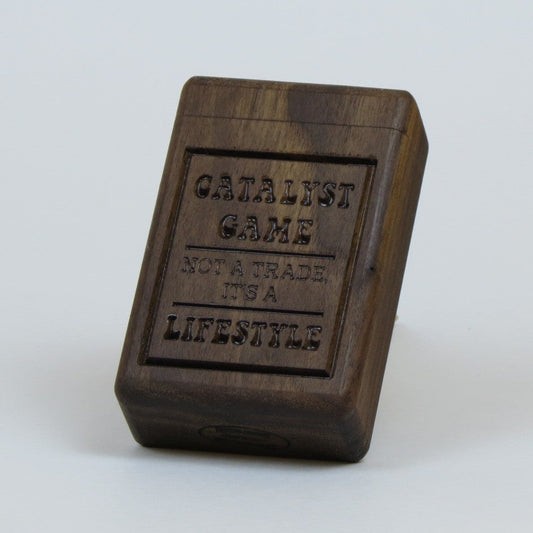 CATALYST
GAME
NOT A TRADE,
IT'S A
LIFESTYLE